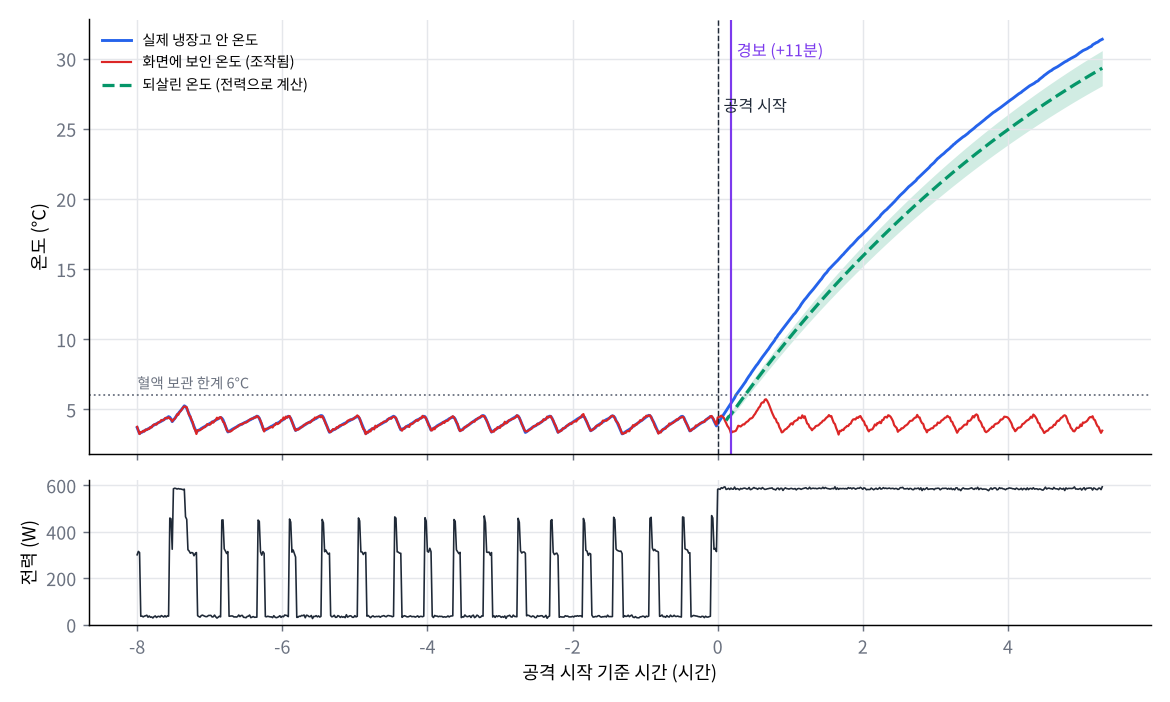 실제 냉장고 안 온도
화면에 보인 온도 (조작됨)
되살린 온도 (전력으로 계산)
경보 (+11분)
공격 시작
혈액 보관 한계 6°C
온도 (°C)
30
25
20
15
10
5
전력 (W)
600
400
200
0
-8 -6 -4 -2 0 2 4
공격 시작 기준 시간 (시간)